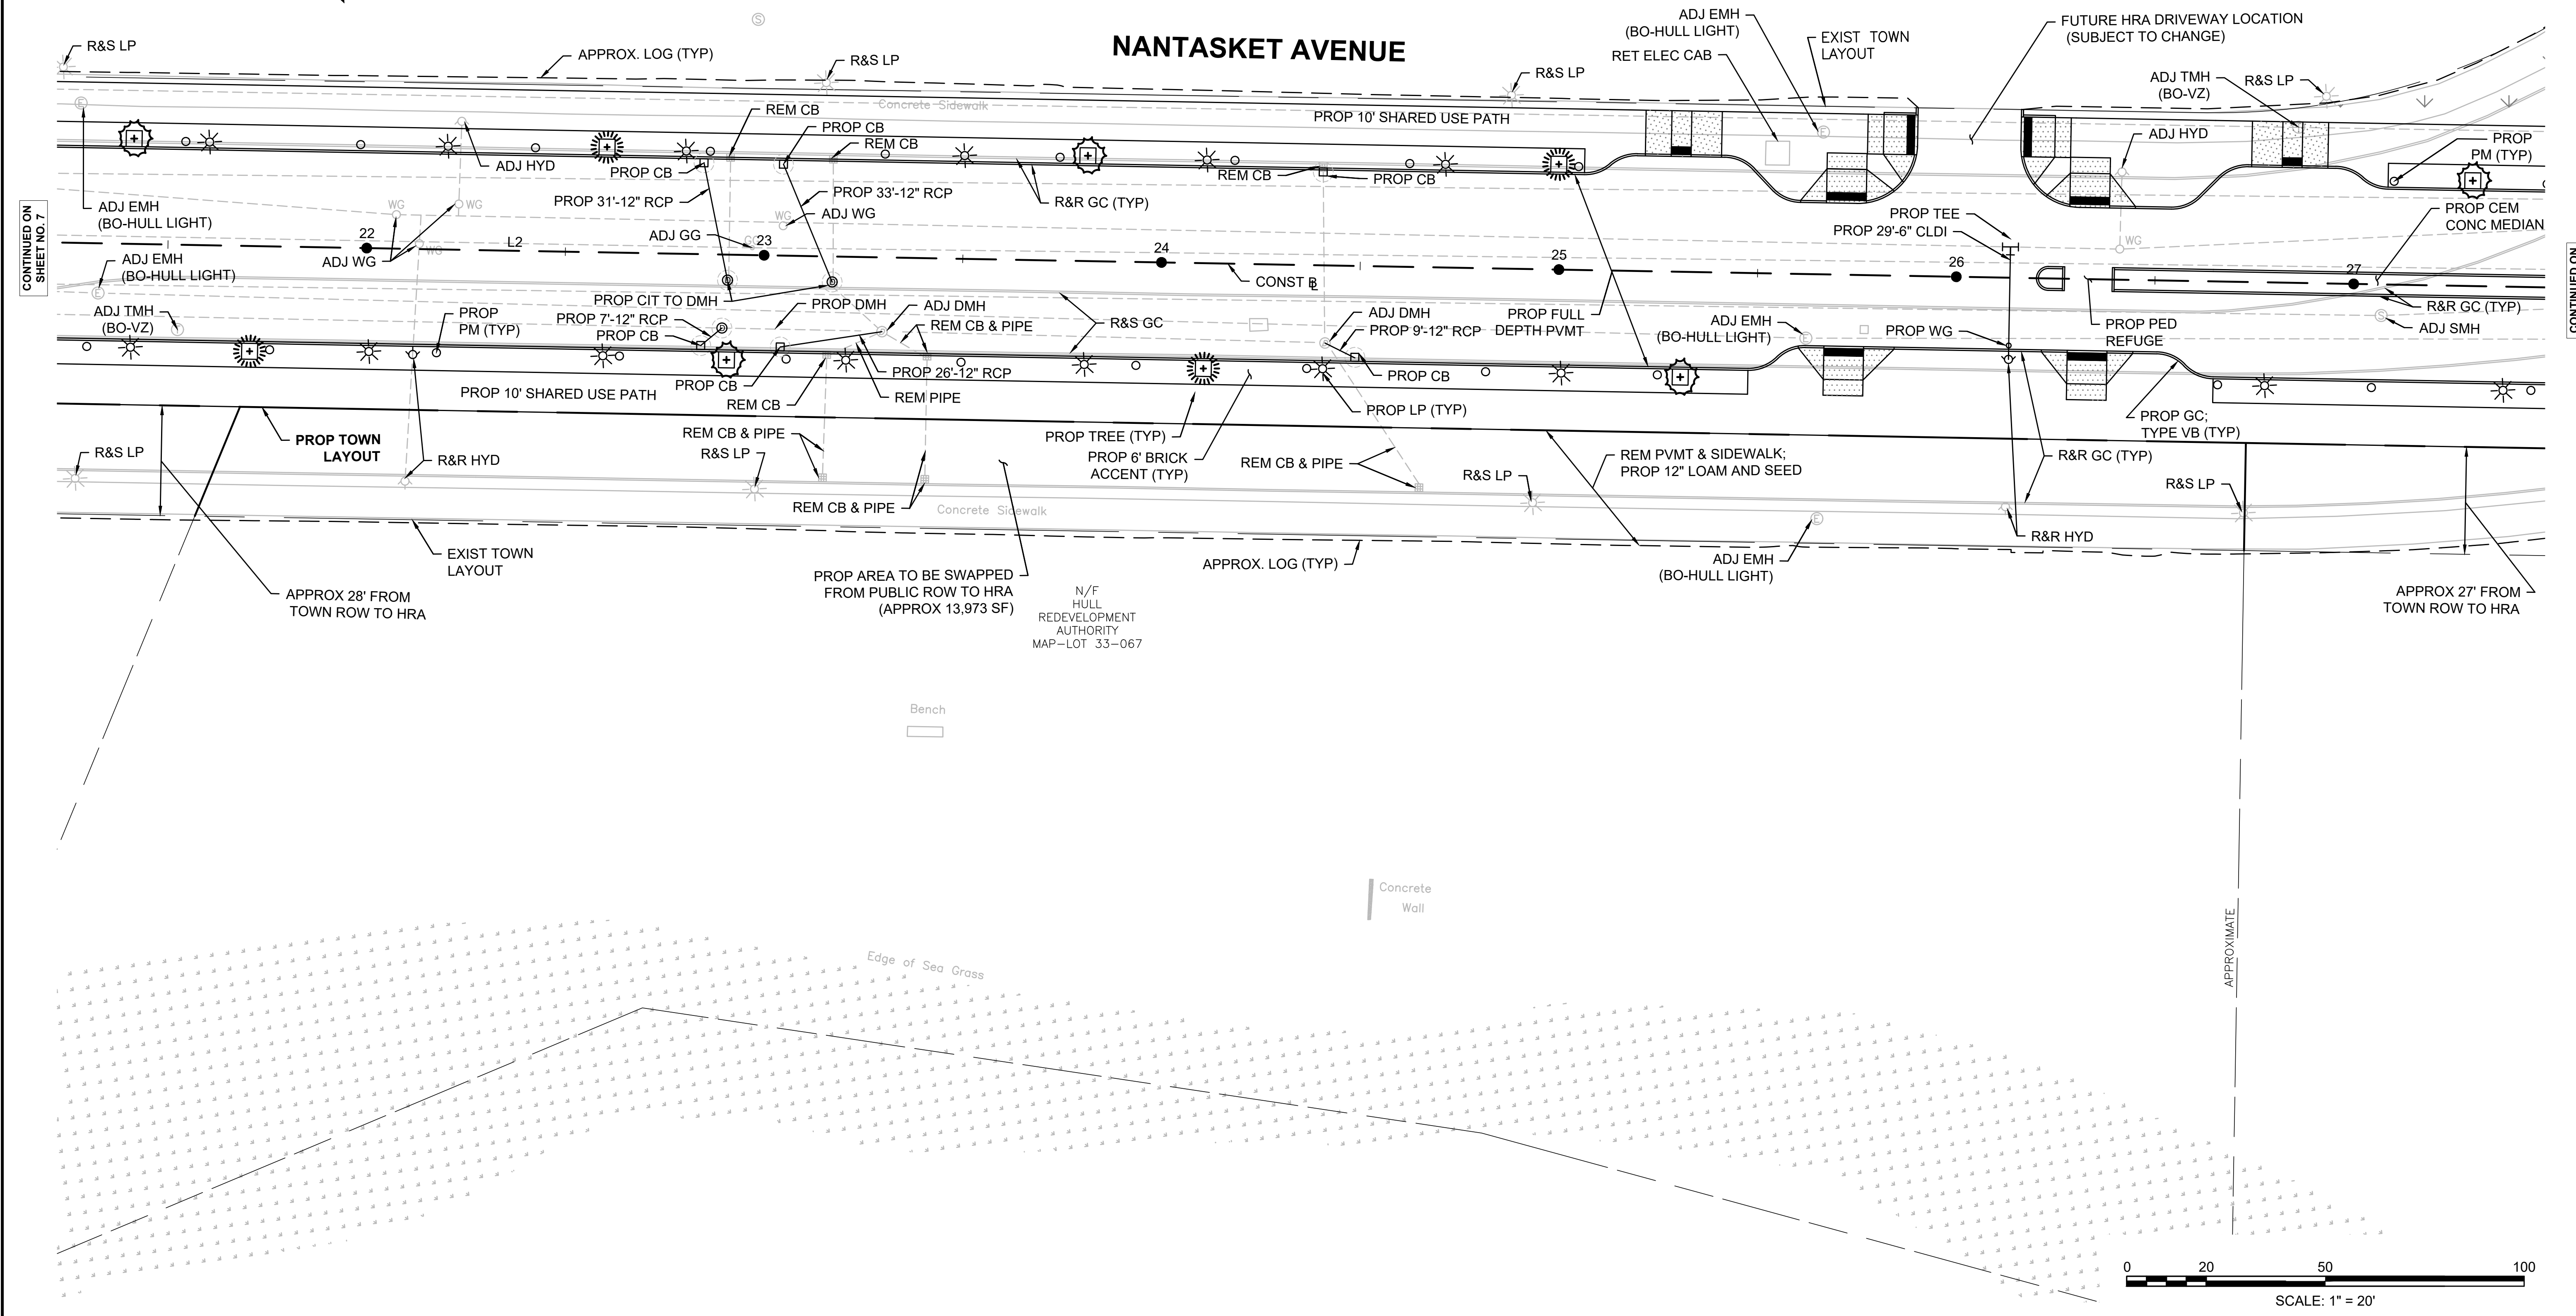 NANTASKET AVENUE
R&S LP
APPROX. LOG (TYP)
R&S LP
S
ADJ EMH
(BO-HULL LIGHT)
RET ELEC CAB
EXIST TOWN
LAYOUT
FUTURE HRA DRIVEWAY LOCATION
(SUBJECT TO CHANGE)
R&S LP
ADJ TMH
(BO-VZ)
R&S LP
E
Concrete Sidewalk
REM CB
PROP CB
REM CB
PROP 10' SHARED USE PATH
E
ADJ HYD
PROP
PM (TYP)
ADJ HYD
PROP CB
REM CB
PROP CB
PROP 31'-12" RCP
PROP 33'-12" RCP
R&R GC (TYP)
ADJ EMH
(BO-HULL LIGHT)
WG
WG
WG
ADJ WG
PROP TEE
PROP 29'-6" CLDI
PROP CEM
CONC MEDIAN
CONTINUED ON
SHEET NO. 7
CONTINUED ON
22
L2
ADJ GG
GG
23
24
25
26
27
WG
WG
ADJ WG
ADJ EMH
(BO-HULL LIGHT)
E
CONST B
L
PROP CIT TO DMH
PROP DMH
ADJ DMH
ADJ TMH
(BO-VZ)
PROP
PM (TYP)
PROP 7'-12" RCP
PROP CB
REM CB & PIPE
R&S GC
ADJ DMH
PROP 9'-12" RCP
PROP FULL
DEPTH PVMT
ADJ EMH
(BO-HULL LIGHT)
E
PROP WG
PROP PED
REFUGE
R&R GC (TYP)
S
ADJ SMH
PROP 10' SHARED USE PATH
PROP CB
REM CB
PROP 26'-12" RCP
REM PIPE
PROP CB
PROP LP (TYP)
PROP GC;
TYPE VB (TYP)
PROP TOWN
LAYOUT
R&S LP
R&R HYD
REM CB & PIPE
R&S LP
PROP TREE (TYP)
PROP 6' BRICK
ACCENT (TYP)
REM CB & PIPE
R&S LP
REM PVMT & SIDEWALK;
PROP 12" LOAM AND SEED
R&R GC (TYP)
R&S LP
REM CB & PIPE
Concrete Sidewalk
E
R&R HYD
EXIST TOWN
LAYOUT
APPROX. LOG (TYP)
ADJ EMH
(BO-HULL LIGHT)
APPROX 28' FROM
TOWN ROW TO HRA
PROP AREA TO BE SWAPPED
FROM PUBLIC ROW TO HRA
(APPROX 13,973 SF)
N/F
HULL
REDEVELOPMENT
AUTHORITY
MAP-LOT 33-067
APPROX 27' FROM
TOWN ROW TO HRA
Bench
Concrete
Wall
Edge of Sea Grass
APPROXIMATE
0 20 50 100
SCALE: 1" = 20'